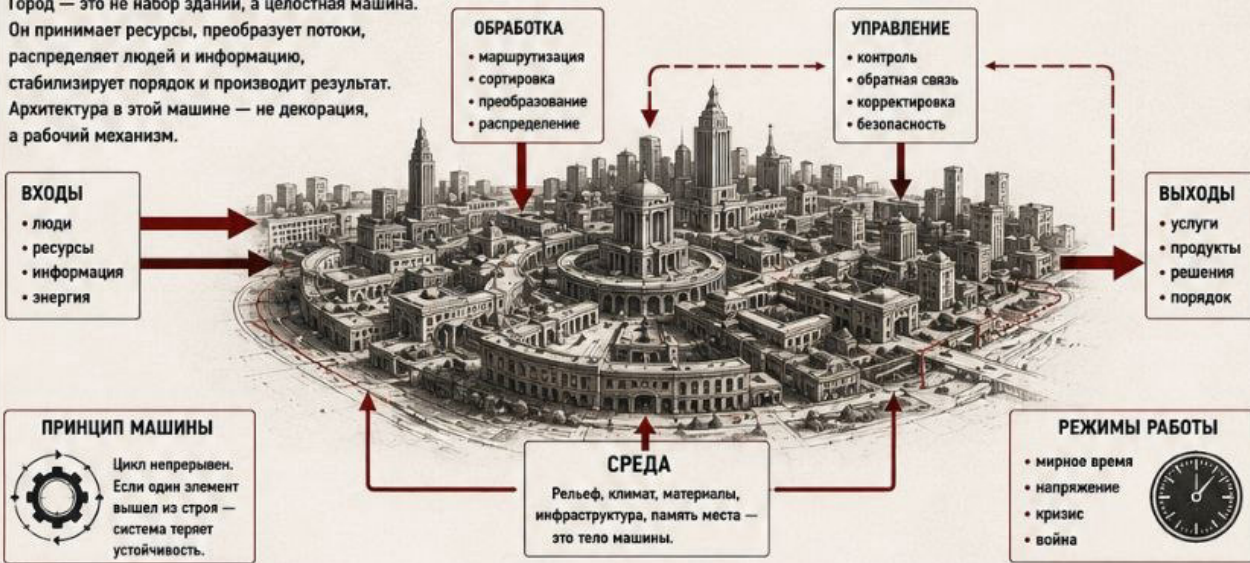 Город — это не набор зданий, а целостная машина.
Он принимает ресурсы, преобразует потоки,
распределяет людей и информацию,
стабилизирует порядок и производит результат.
Архитектура в этой машине — не декорация,
а рабочий механизм.
ОБРАБОТКА
• маршрутизация
• сортировка
• преобразование
• распределение
УПРАВЛЕНИЕ
• контроль
• обратная связь
• корректировка
• безопасность
ВХОДЫ
• люди
• ресурсы
• информация
• энергия
ВЫХОДЫ
• услуги
• продукты
• решения
• порядок
ПРИНЦИП МАШИНЫ
Цикл непрерывен.
Если один элемент
вышел из строя —
система теряет
устойчивость.
СРЕДА
Рельеф, климат, материалы,
инфраструктура, память места —
это тело машины.
РЕЖИМЫ РАБОТЫ
• мирное время
• напряжение
• кризис
• война